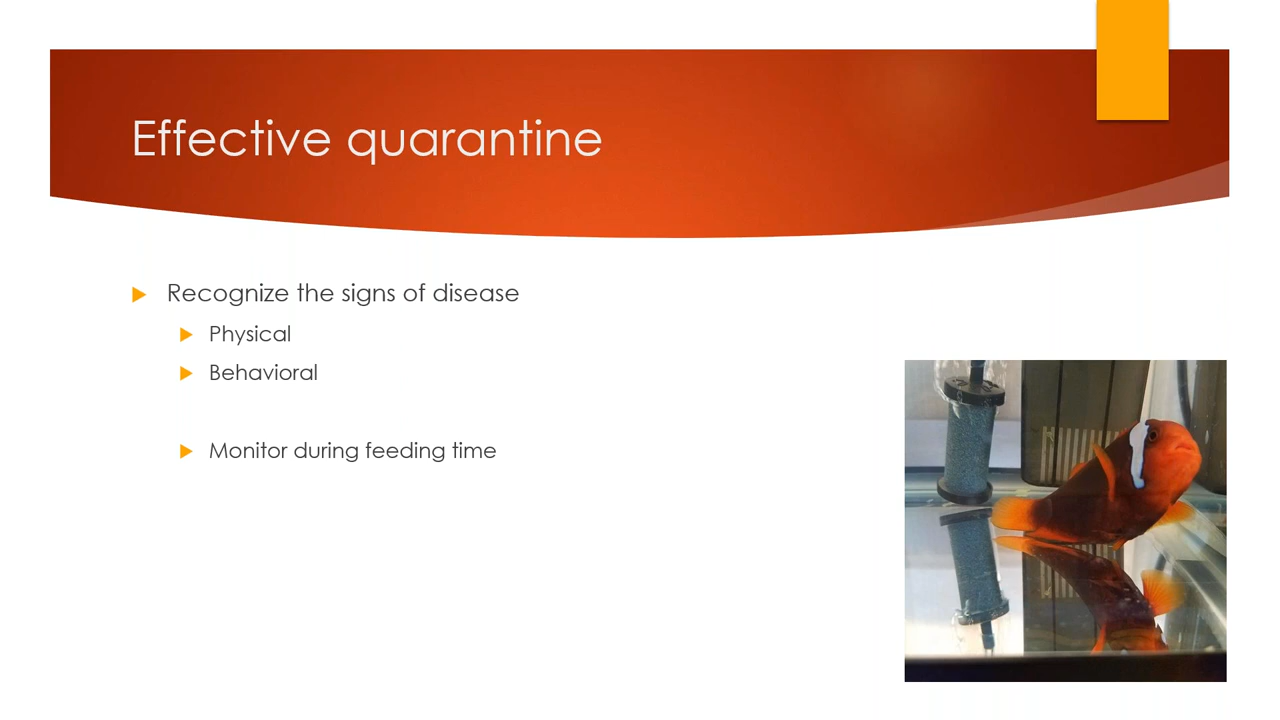 Effective quarantine
Recognize the signs of disease
Physical
Behavioral
Monitor during feeding time